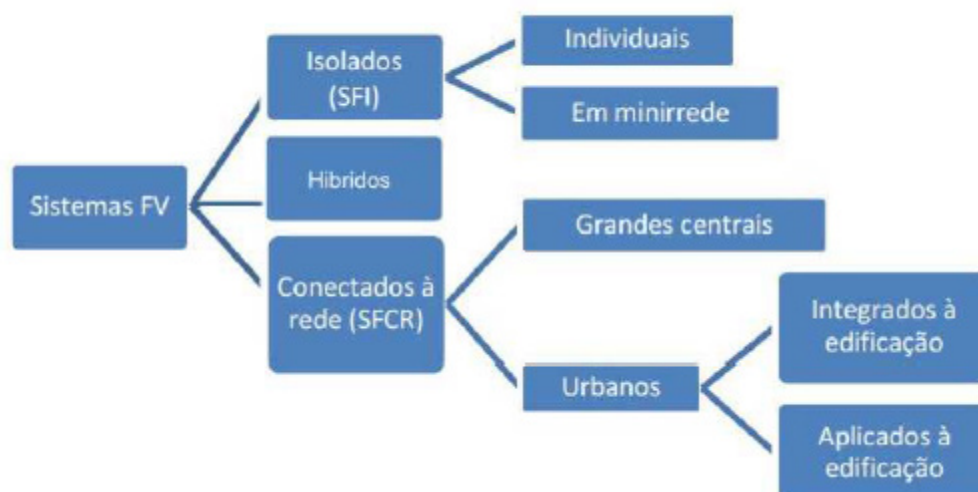 Sistemas FV
Isolados
(SFI)
Individuais
Em minirrede
Hibridos
Conectados à
rede (SFCR)
Grandes centrais
Urbanos
Integrados à
edificação
Aplicados à
edificação